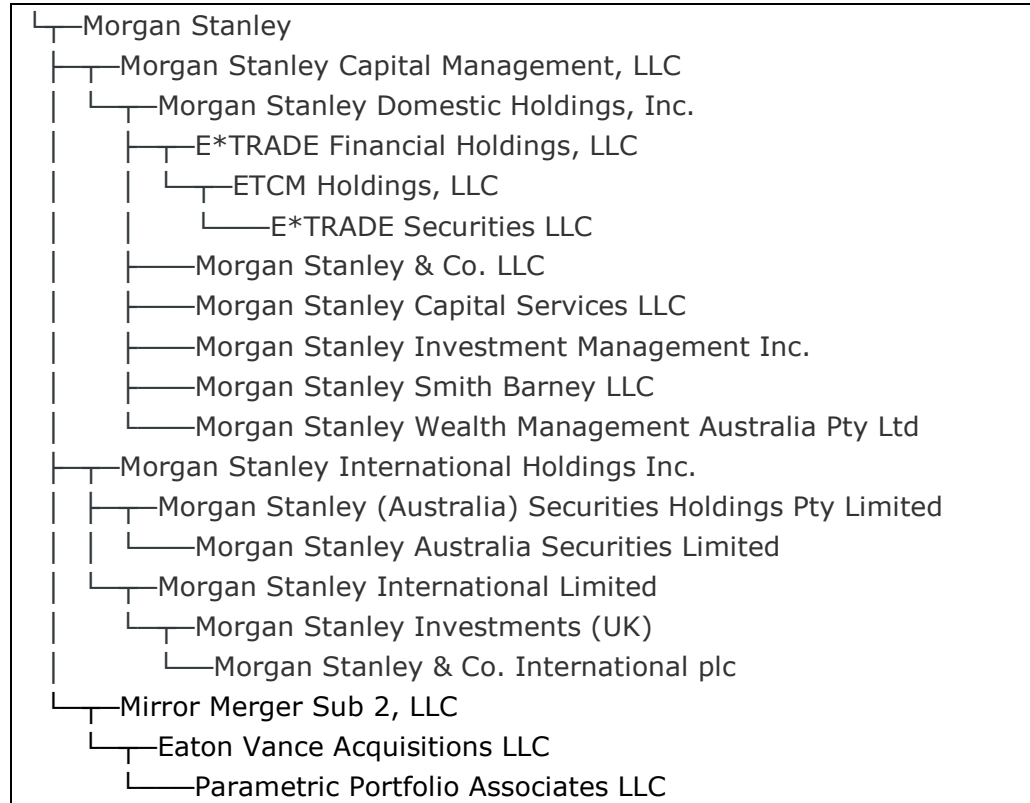 Morgan Stanley
Morgan Stanley Capital Management, LLC
Morgan Stanley Domestic Holdings, Inc.
E*TRADE Financial Holdings, LLC
ETCM Holdings, LLC
E*TRADE Securities LLC
Morgan Stanley & Co. LLC
Morgan Stanley Capital Services LLC
Morgan Stanley Investment Management Inc.
Morgan Stanley Smith Barney LLC
Morgan Stanley Wealth Management Australia Pty Ltd
Morgan Stanley International Holdings Inc.
Morgan Stanley (Australia) Securities Holdings Pty Limited
Morgan Stanley Australia Securities Limited
Morgan Stanley International Limited
Morgan Stanley Investments (UK)
Morgan Stanley & Co. International plc
Mirror Merger Sub 2, LLC
Eaton Vance Acquisitions LLC
Parametric Portfolio Associates LLC